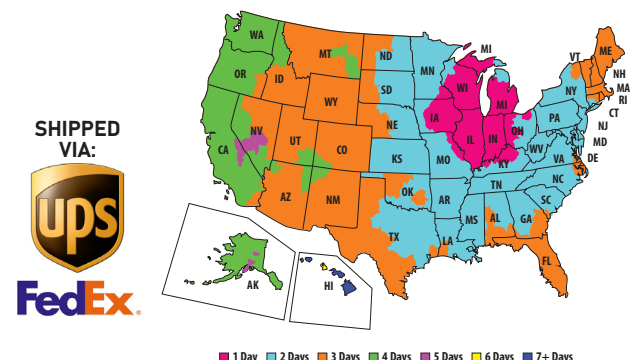 SHIPPED
VIA:
ups
FedEx
WA
OR
CA
ID
NV
MT
WY
UT
CO
AZ
NM
ND
SD
NE
KS
OK
TX
MN
IA
MO
AR
LA
WI
IL
MI
MI
IN
OH
KY
TN
MS
AL
GA
FL
SC
NC
VA
WV
PA
NY
VT
ME
NH
MA
RI
CT
NJ
MD
DE
AK
HI
1 Day 2 Days 3 Days 4 Days 5 Days 6 Days 7+ Days